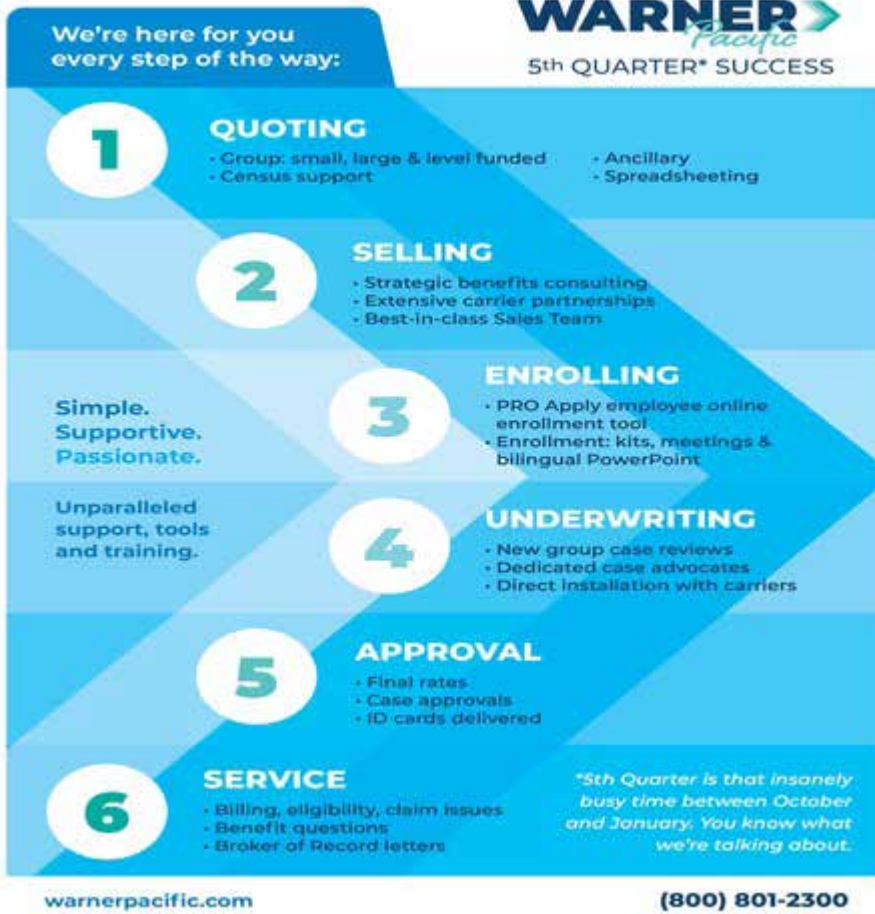 We're here for you
every step of the way:
WARNER
Pacific
5th QUARTER* SUCCESS
1
QUOTING
• Group: small, large & level funded
• Census support
• Ancillary
• Spreadsheeting
2
SELLING
• Strategic benefits consulting
• Extensive carrier partnerships
• Best-in-class Sales Team
3
ENROLLING
• PRO Apply employee online
enrollment tool
• Enrollment: kits, meetings &
bilingual PowerPoint
Simple.
Supportive.
Passionate.
Unparalleled
support, tools
and training.
4
UNDERWRITING
• New group case reviews
• Dedicated case advocates
• Direct installation with carriers
5
APPROVAL
• Final rates
• Case approvals
• ID cards delivered
6
SERVICE
• Billing, eligibility, claim issues
• Benefit questions
• Broker of Record letters
*5th Quarter is that insanely
busy time between October
and January. You know what
we're talking about.
warnerpacific.com
(800) 801-2300